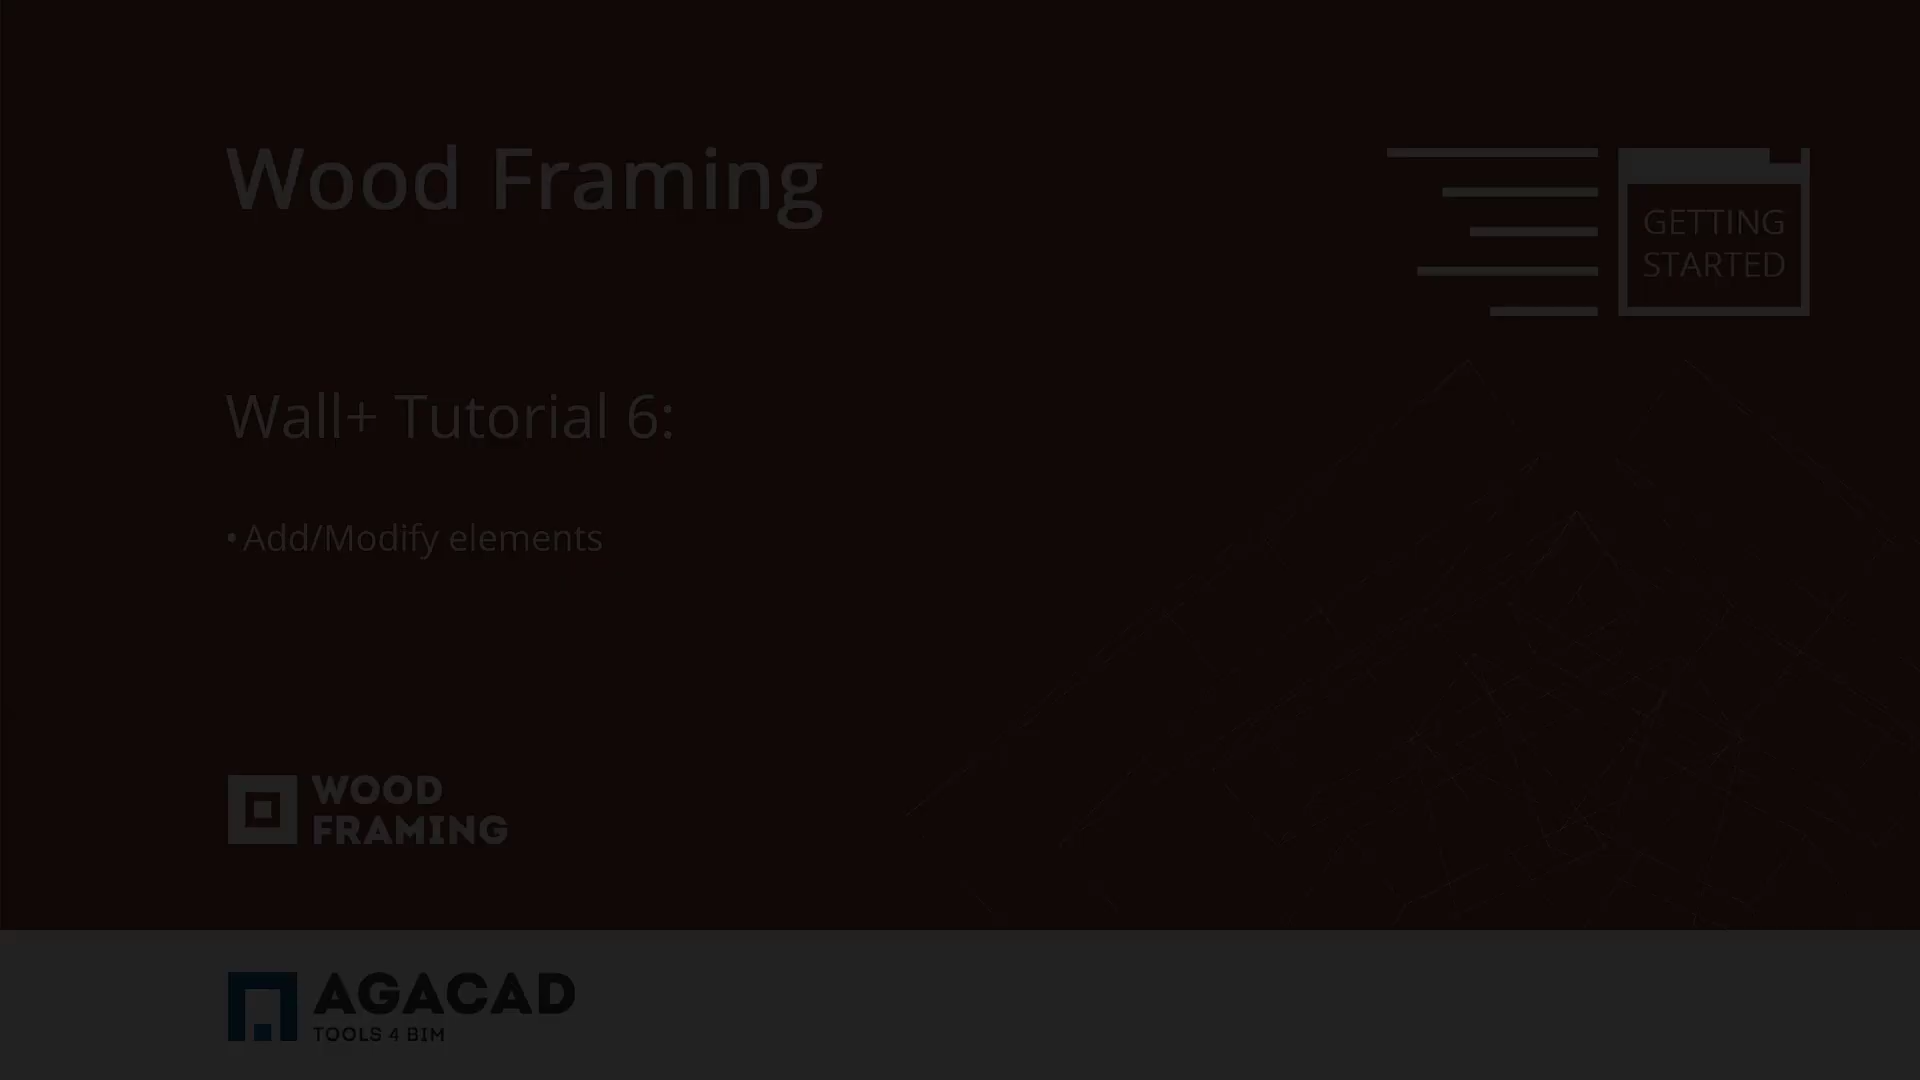 Wood Framing
GETTING
STARTED
Wall+ Tutorial 6:
• Add/Modify elements
WOOD
FRAMING
AGACAD
TOOLS 4 BIM